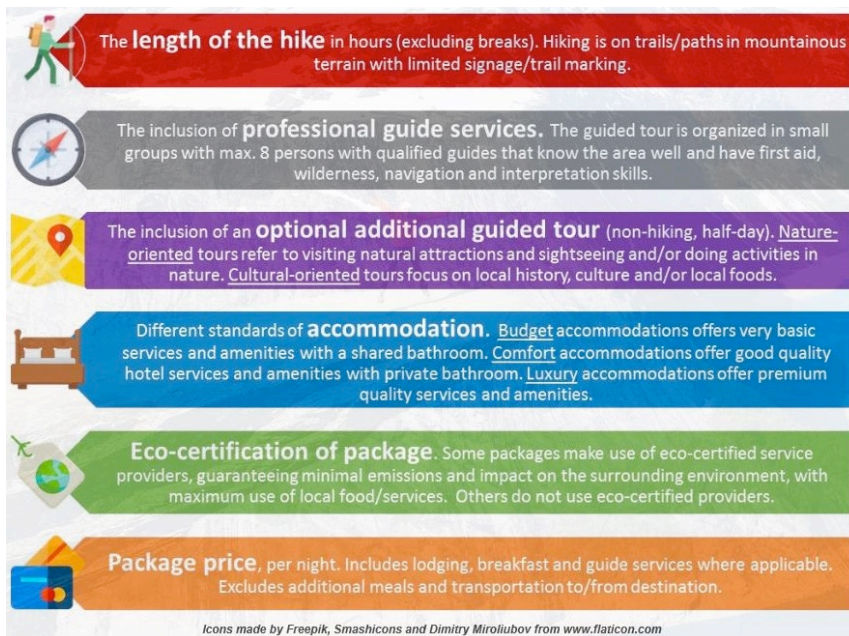 The length of the hike in hours (excluding breaks). Hiking is on trails/paths in mountainous
terrain with limited signage/trail marking.
The inclusion of professional guide services. The guided tour is organized in small
groups with max. 8 persons with qualified guides that know the area well and have first aid,
wilderness, navigation and interpretation skills.
The inclusion of an optional additional guided tour (non-hiking, half-day). Nature-
oriented tours refer to visiting natural attractions and sightseeing and/or doing activities in
nature. Cultural-oriented tours focus on local history, culture and/or local foods.
Different standards of accommodation. Budget accommodations offers very basic
services and amenities with a shared bathroom. Comfort accommodations offer good quality
hotel services and amenities with private bathroom. Luxury accommodations offer premium
quality services and amenities.
Eco-certification of package. Some packages make use of eco-certified service
providers, guaranteeing minimal emissions and impact on the surrounding environment, with
maximum use of local food/services. Others do not use eco-certified providers.
Package price, per night. Includes lodging, breakfast and guide services where applicable.
Excludes additional meals and transportation to/from destination.
Icons made by Freepik, Smashicons and Dimitry Miroliubov from www.flaticon.com